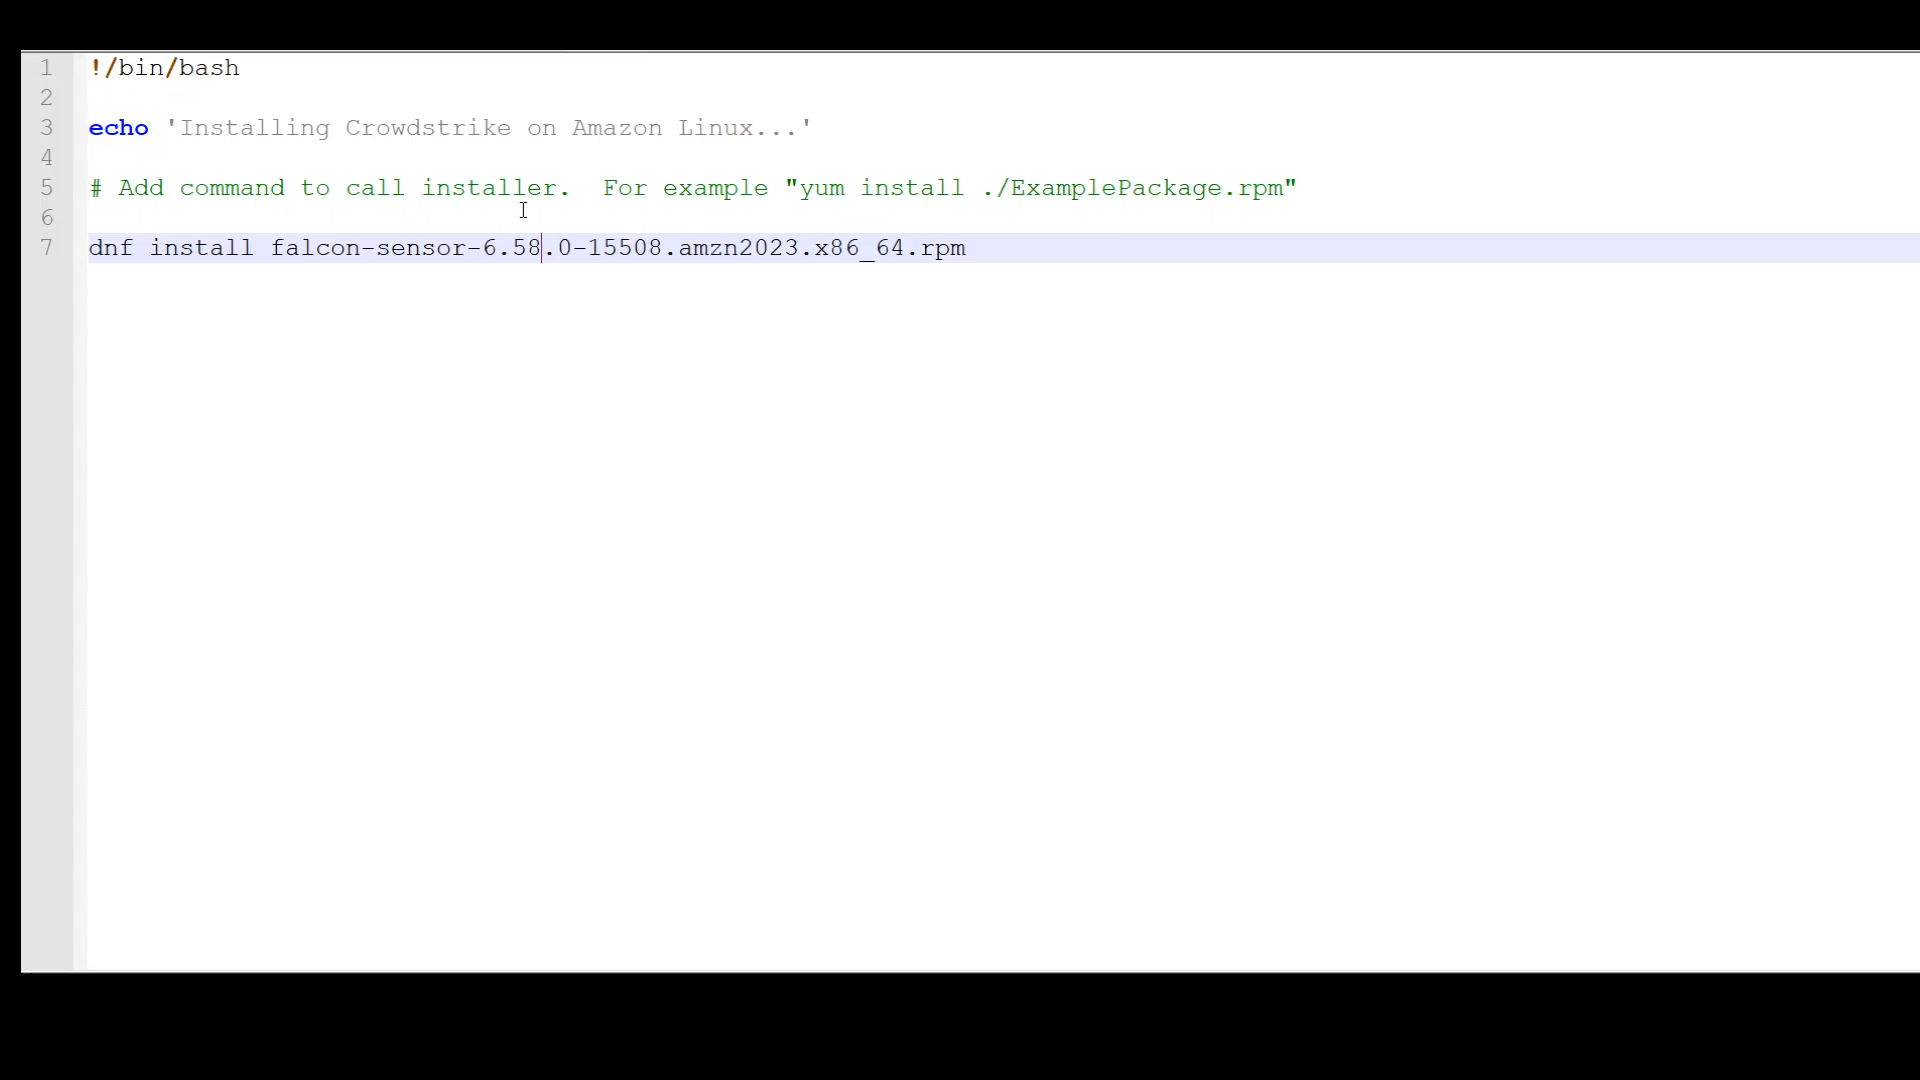 1 !/bin/bash
2
3 echo 'Installing Crowdstrike on Amazon Linux...'
4
5 # Add command to call installer.  For example "yum install ./ExamplePackage.rpm"
6
7 dnf install falcon-sensor-6.58.0-15508.amzn2023.x86_64.rpm